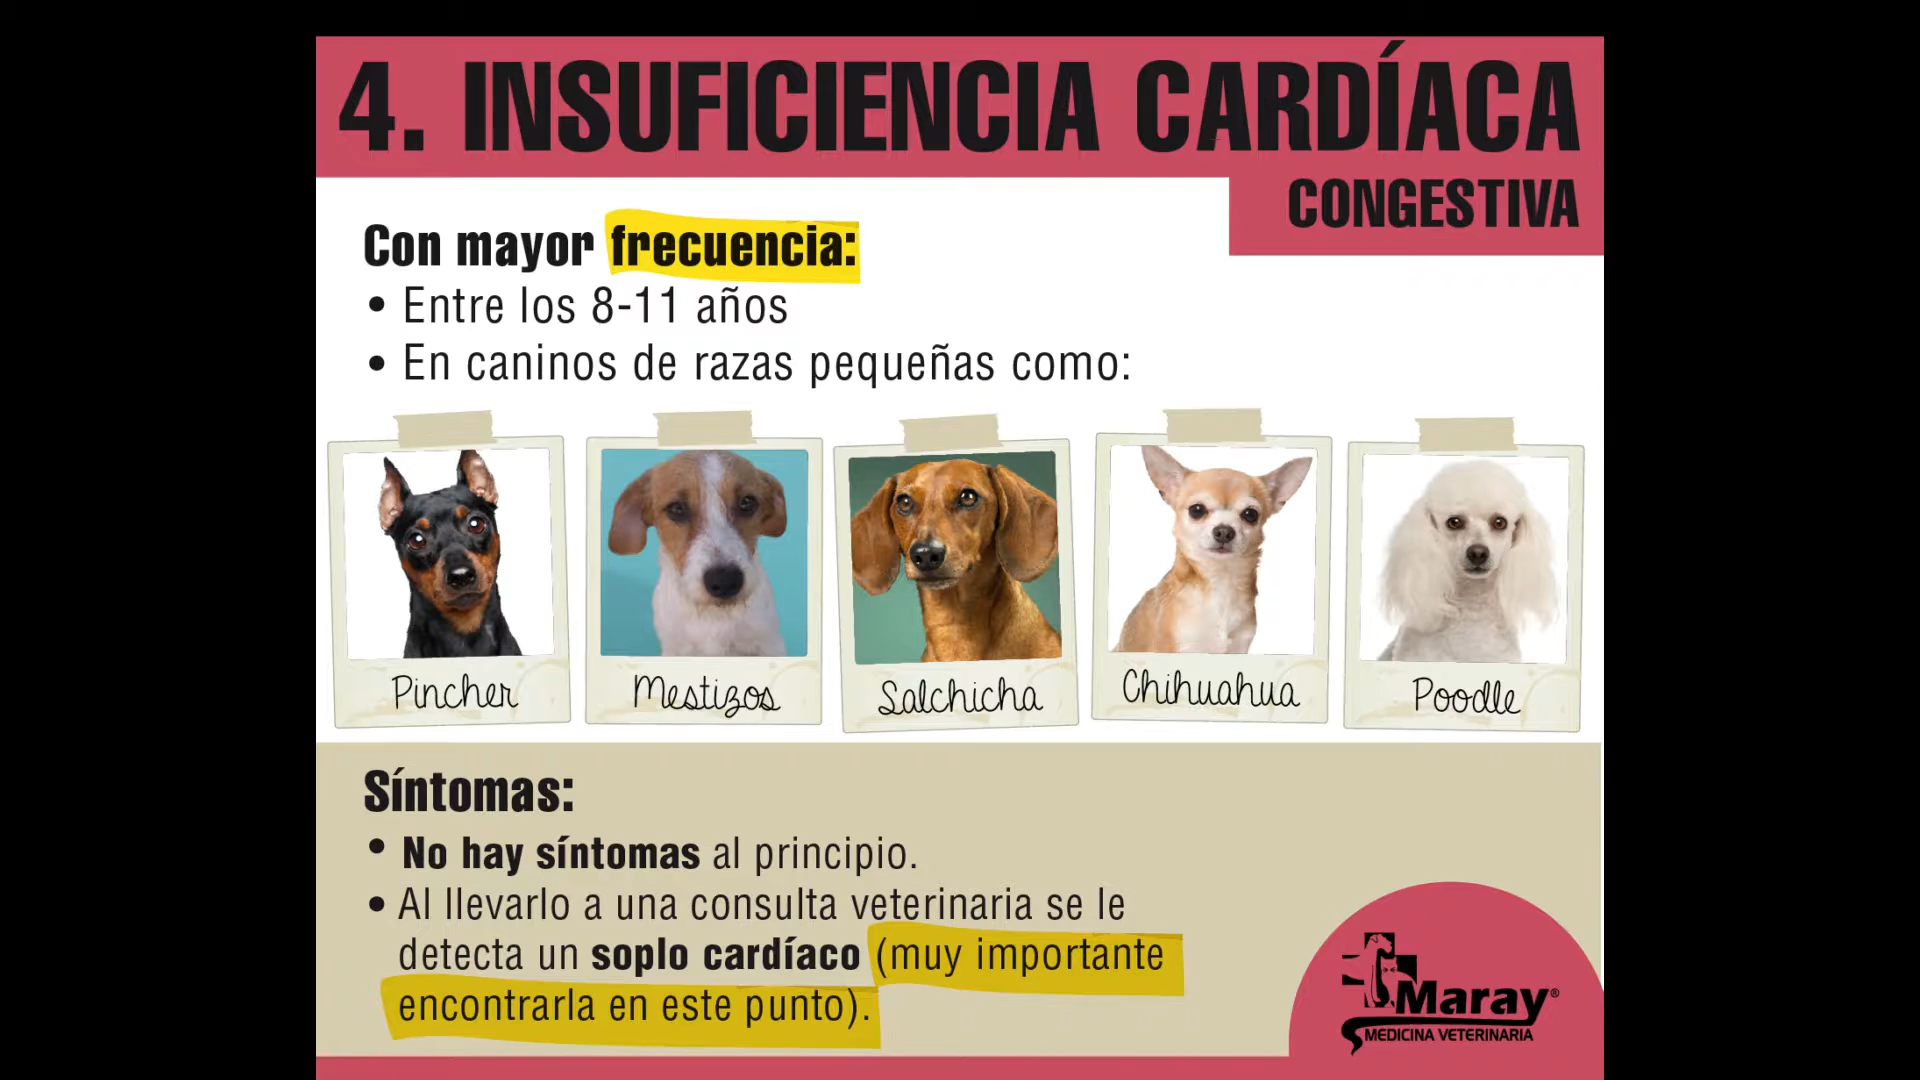 4. INSUFICIENCIA CARDÍACA
CONGESTIVA
Con mayor frecuencia:
• Entre los 8-11 años
• En caninos de razas pequeñas como:
Pincher
Mestizos
Salchicha
Chihuahua
Poodle
Síntomas:
• No hay síntomas al principio.
• Al llevarlo a una consulta veterinaria se le
detecta un soplo cardíaco (muy importante
encontrarla en este punto).
Maray®
MEDICINA VETERINARIA